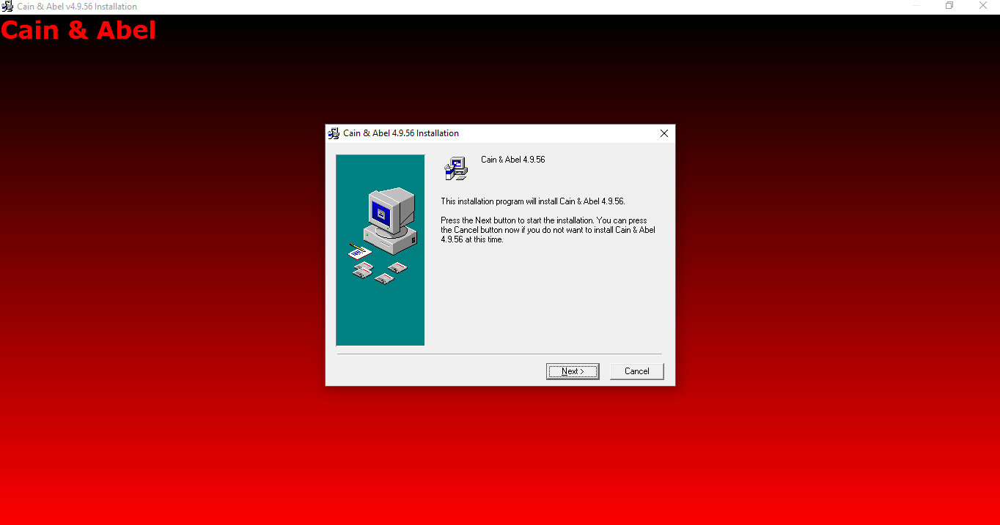 Cain & Abel v4.9.56 Installation
Cain & Abel
Cain & Abel 4.9.56 Installation
Cain & Abel 4.9.56
This installation program will install Cain & Abel 4.9.56.
Press the Next button to start the installation. You can press
the Cancel button now if you do not want to install Cain & Abel
4.9.56 at this time.
Next >
Cancel